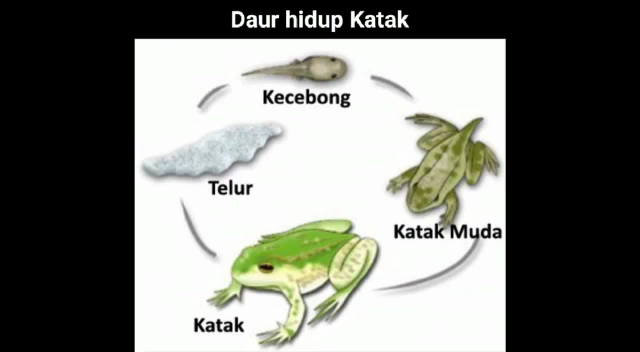 Daur hidup Katak
Kecebong
Telur
Katak Muda
Katak